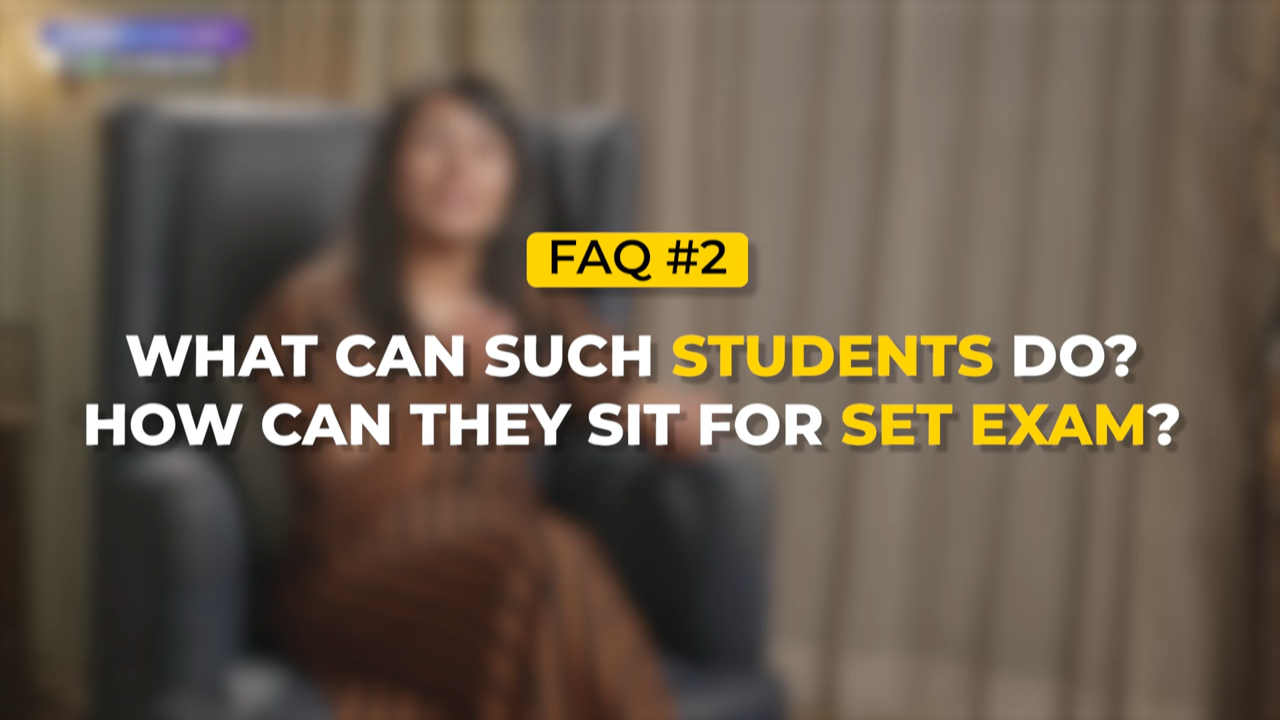 FAQ #2
WHAT CAN SUCH STUDENTS DO?
HOW CAN THEY SIT FOR SET EXAM?